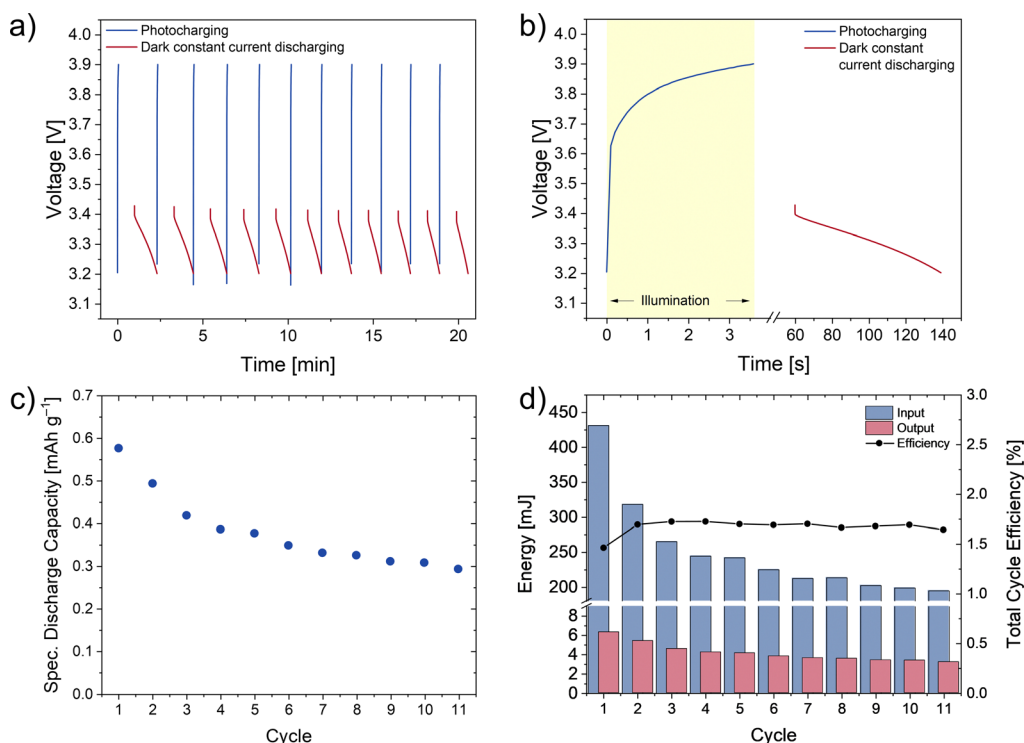 a)
Photocharging
Dark constant current discharging
4.0
3.9
3.8
3.7
3.6
3.5
3.4
3.3
3.2
3.1
Voltage [V]
0 5 10 15 20
Time [min]
b)
Photocharging
Dark constant
current discharging
4.0
3.9
3.8
3.7
3.6
3.5
3.4
3.3
3.2
3.1
Voltage [V]
Illumination
0 1 2 3 60 80 100 120 140
Time [s]
c)
0.7
0.6
0.5
0.4
0.3
0.2
0.1
0.0
Spec. Discharge Capacity [mAh g⁻¹]
1 2 3 4 5 6 7 8 9 10 11
Cycle
d)
Input
Output
Efficiency
450
400
350
300
250
200
8
6
4
2
0
Energy [mJ]
3.0
2.5
2.0
1.5
1.0
0.5
0.0
Total Cycle Efficiency [%]
1 2 3 4 5 6 7 8 9 10 11
Cycle